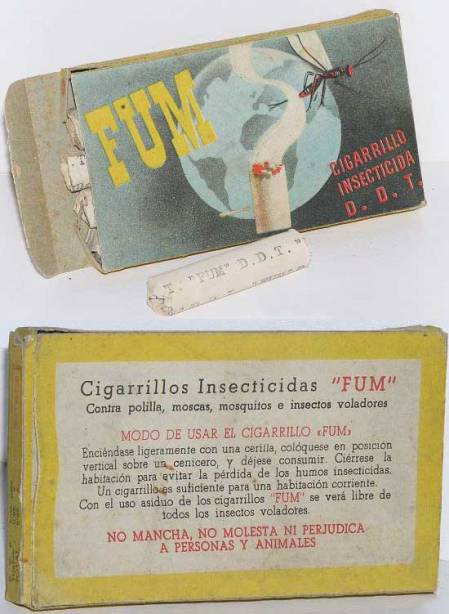 FUM
CIGARRILLO
INSECTICIDA
D. D. T.
T. "FUM" D.D.T. "
Cigarrillos Insecticidas "FUM"
Contra polilla, moscas, mosquitos e insectos voladores
MODO DE USAR EL CIGARRILLO «FUM»
Enciéndase ligeramente con una cerilla, colóquese en posición
vertical sobre un cenicero, y déjese consumir. Ciérrese la
habitación para evitar la pérdida de los humos insecticidas.
Un cigarrillo es suficiente para una habitación corriente.
Con el uso asiduo de los cigarrillos "FUM" se verá libre de
todos los insectos voladores.
NO MANCHA, NO MOLESTA NI PERJUDICA
A PERSONAS Y ANIMALES